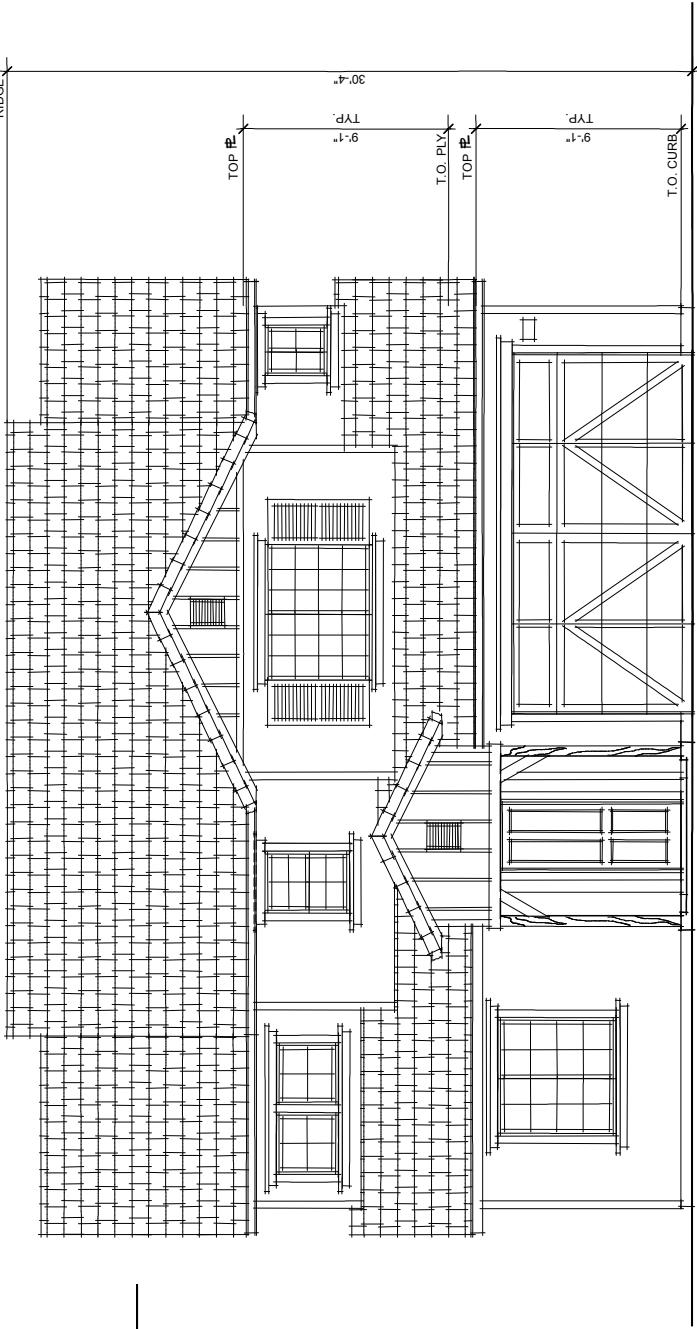 RIDGE
30'-4"
TOP PL
9'-1"
TYP.
T.O. PLY
TOP PL
9'-1"
TYP.
T.O. CURB